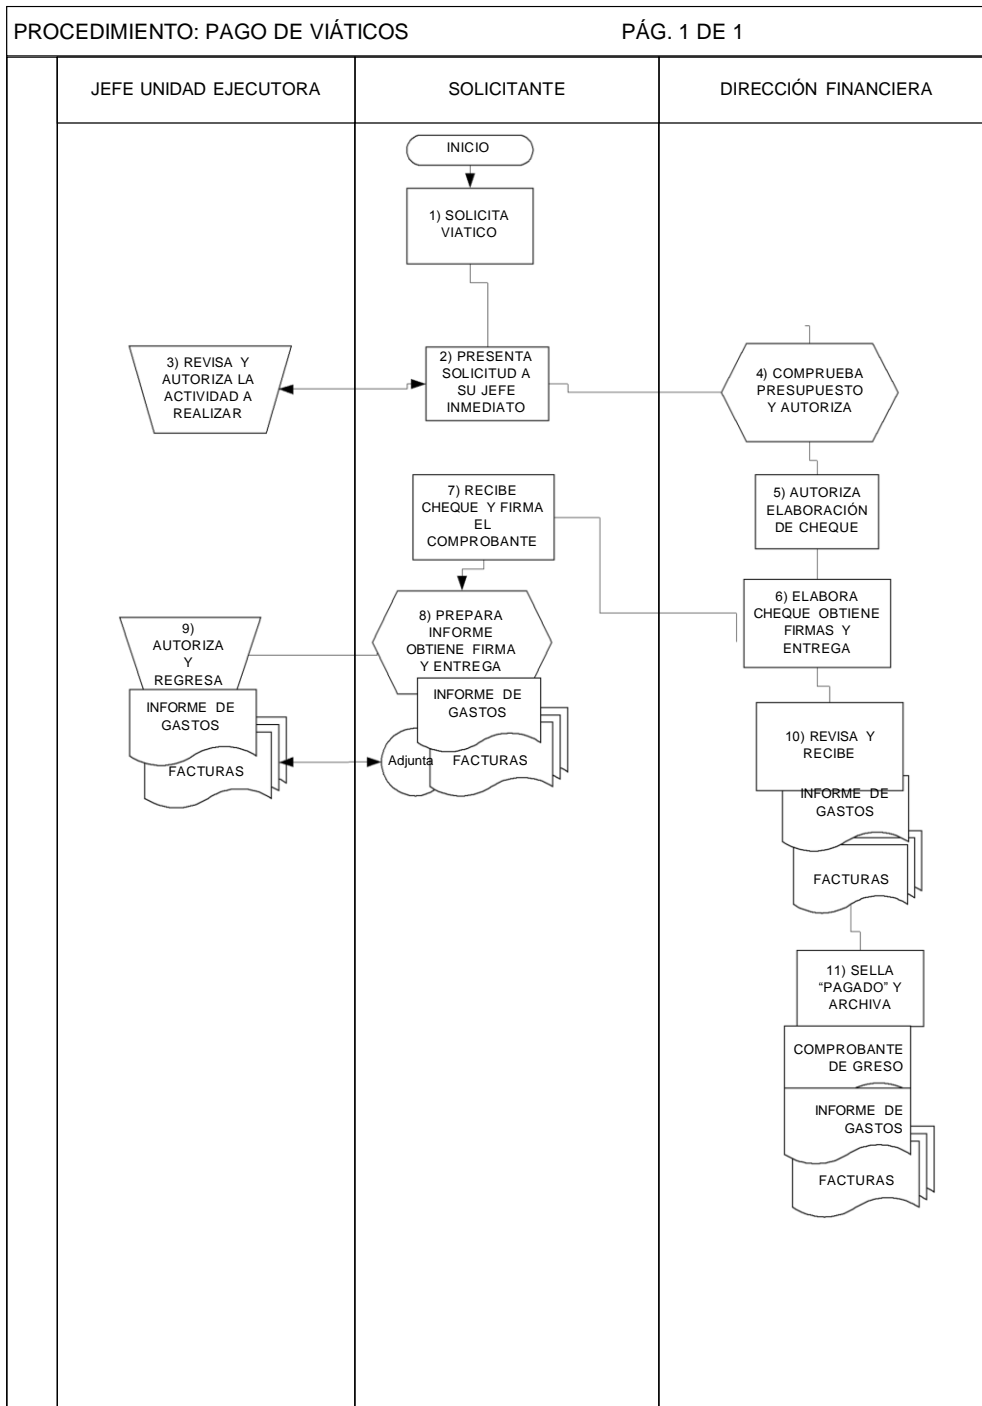 PROCEDIMIENTO: PAGO DE VIÁTICOS
PÁG. 1 DE 1
JEFE UNIDAD EJECUTORA
SOLICITANTE
DIRECCIÓN FINANCIERA
INICIO
1) SOLICITA
VIATICO
2) PRESENTA
SOLICITUD A
SU JEFE
INMEDIATO
3) REVISA Y
AUTORIZA LA
ACTIVIDAD A
REALIZAR
4) COMPRUEBA
PRESUPUESTO
Y AUTORIZA
5) AUTORIZA
ELABORACIÓN
DE CHEQUE
6) ELABORA
CHEQUE OBTIENE
FIRMAS Y
ENTREGA
7) RECIBE
CHEQUE Y FIRMA
EL
COMPROBANTE
8) PREPARA
INFORME
OBTIENE FIRMA
Y ENTREGA
INFORME DE
GASTOS
Adjunta
FACTURAS
9)
AUTORIZA
Y
REGRESA
INFORME DE
GASTOS
FACTURAS
10) REVISA Y
RECIBE
INFORME DE
GASTOS
FACTURAS
11) SELLA
“PAGADO” Y
ARCHIVA
COMPROBANTE
DE GRESO
INFORME DE
GASTOS
FACTURAS